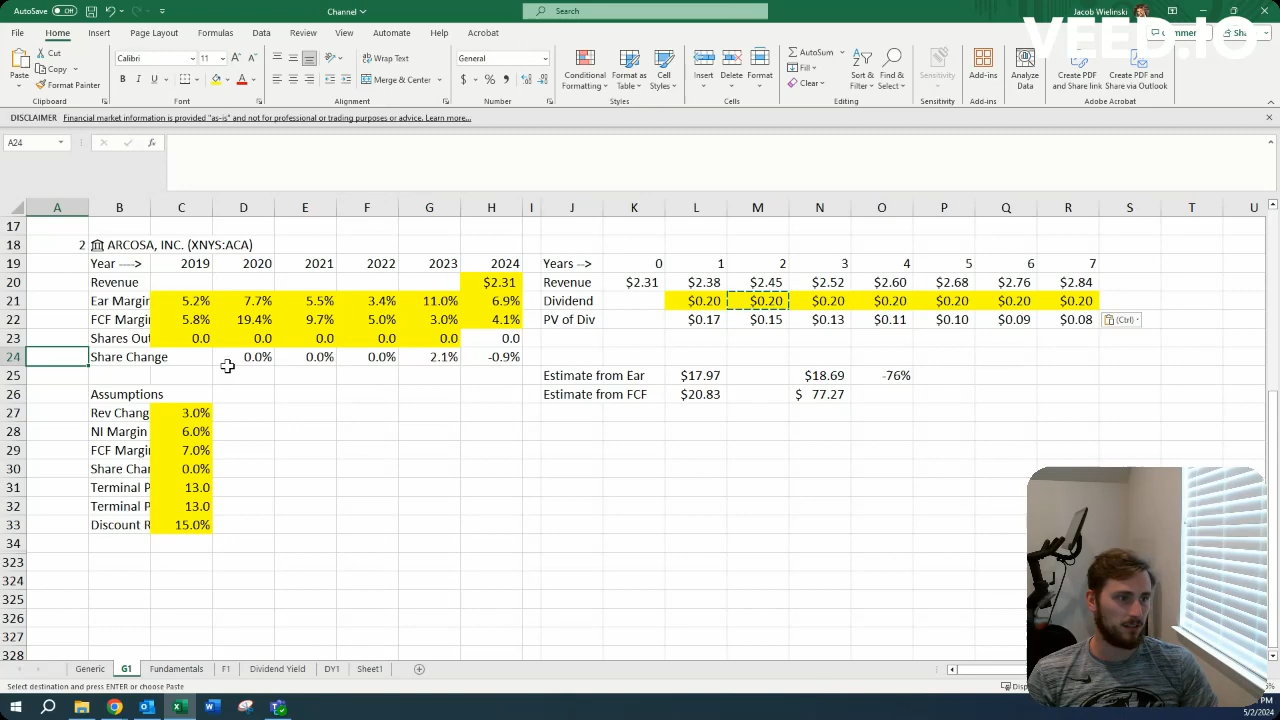 AutoSave Off Channel Search Jacob Wielinski
VEED.IO
File Home Insert Page Layout Formulas Data Review View Automate Help Acrobat
Paste Cut Copy Format Painter Clipboard
Calibri 11 B I U Font
Wrap Text Merge & Center Alignment
General $ % Number
Conditional Formatting Format as Table Cell Styles Styles
Insert Delete Format Cells
AutoSum Fill Clear Sort & Filter Find & Select Editing
Sensitivity Sensitivity
Add-ins Add-ins
Analyze Data
Create PDF and Share link Create PDF and Share via Outlook Adobe Acrobat
DISCLAIMER Financial market information is provided "as-is" and not for professional or trading purposes or advice. Learn more...
A24 fx
A B C D E F G H I J K L M N O P Q R S T U
17
18 2 ARCOSA, INC. (XNYS:ACA)
19 Year ----> 2019 2020 2021 2022 2023 2024 Years --> 0 1 2 3 4 5 6 7
20 Revenue $2.31 Revenue $2.31 $2.38 $2.45 $2.52 $2.60 $2.68 $2.76 $2.84
21 Ear Margin 5.2% 7.7% 5.5% 3.4% 11.0% 6.9% Dividend $0.20 $0.20 $0.20 $0.20 $0.20 $0.20 $0.20
22 FCF Margin 5.8% 19.4% 9.7% 5.0% 3.0% 4.1% PV of Div $0.17 $0.15 $0.13 $0.11 $0.10 $0.09 $0.08 (Ctrl)
23 Shares Out 0.0 0.0 0.0 0.0 0.0 0.0
24 Share Change 0.0% 0.0% 0.0% 2.1% -0.9%
25 Estimate from Ear $17.97 $18.69 -76%
26 Assumptions Estimate from FCF $20.83 $ 77.27
27 Rev Chang 3.0%
28 NI Margin 6.0%
29 FCF Margin 7.0%
30 Share Char 0.0%
31 Terminal P 13.0
32 Terminal P 13.0
33 Discount R 15.0%
34
323
324
325
326
327
328
Generic G1 Fundamentals F1 Dividend Yield DY1 Sheet1
Select destination and press ENTER or choose Paste
5/2/2024